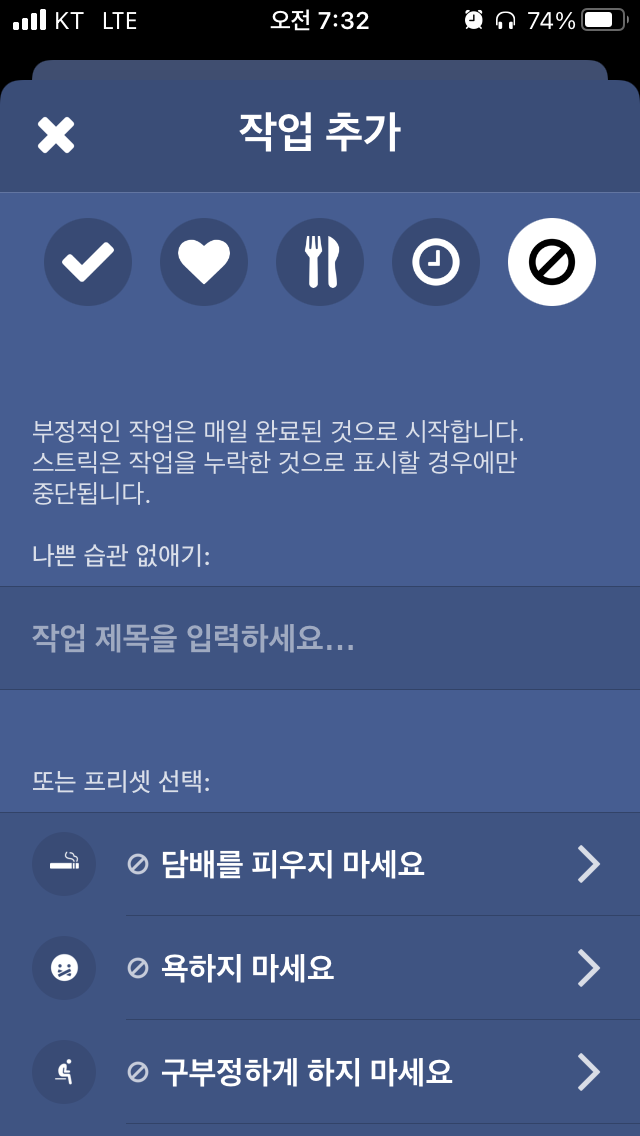 KT LTE 오전 7:32 74%
작업 추가
부정적인 작업은 매일 완료된 것으로 시작합니다.
스트릭은 작업을 누락한 것으로 표시할 경우에만
중단됩니다.
나쁜 습관 없애기:
작업 제목을 입력하세요...
또는 프리셋 선택:
담배를 피우지 마세요
욕하지 마세요
구부정하게 하지 마세요